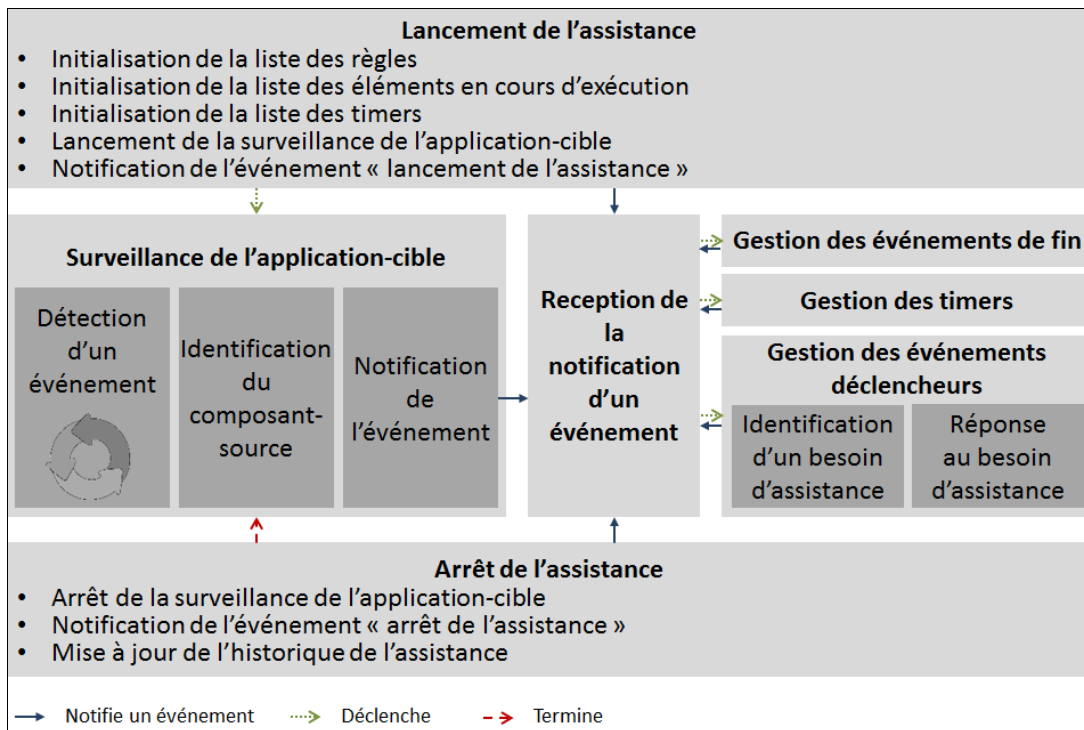 Lancement de l'assistance
• Initialisation de la liste des règles
• Initialisation de la liste des éléments en cours d'exécution
• Initialisation de la liste des timers
• Lancement de la surveillance de l'application-cible
• Notification de l'événement « lancement de l'assistance »
Surveillance de l'application-cible
Détection
d'un
événement
Identification
du
composant-
source
Notification
de
l'événement
Reception de
la
notification
d'un
événement
Gestion des événements de fin
Gestion des timers
Gestion des événements
déclencheurs
Identification
d'un besoin
d'assistance
Réponse
au besoin
d'assistance
Arrêt de l'assistance
• Arrêt de la surveillance de l'application-cible
• Notification de l'événement « arrêt de l'assistance »
• Mise à jour de l'historique de l'assistance
Notifie un événement
Déclenche
Termine